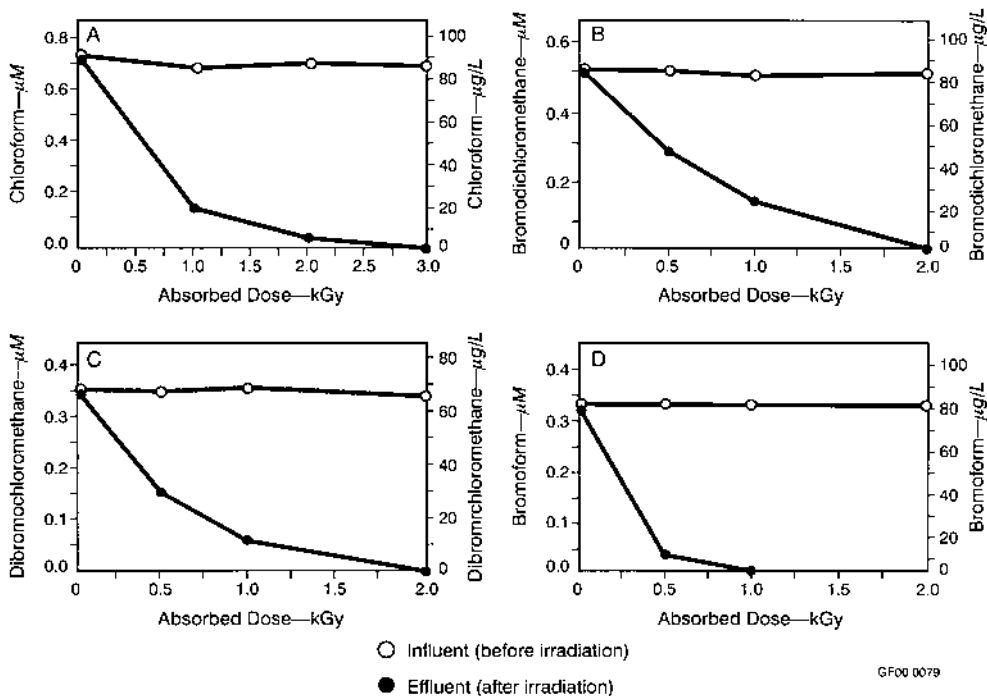 A
Chloroform—μM
0.8
0.6
0.4
0.2
0.0
100
80
60
40
20
0
Chloroform—μg/L
0 0.5 1.0 1.5 2.0 2.5 3.0
Absorbed Dose—kGy
B
Bromodichloromethane—μM
0.6
0.4
0.2
0
100
80
60
40
20
0
Bromodichloromethane—μg/L
0 0.5 1.0 1.5 2.0
Absorbed Dose—kGy
C
Dibromochloromethane—μM
0.4
0.3
0.2
0.1
0.0
80
60
40
20
0
Dibromrchloromethane—μg/L
0 0.5 1.0 1.5 2.0
Absorbed Dose—kGy
D
Bromoform—μM
0.4
0.3
0.2
0.3
0.0
100
80
60
40
20
0
Bromoform—μg/L
0 0.5 1.0 1.5 2.0
Absorbed Dose—kGy
Influent (before irradiation)
Effluent (after irradiation)
GF00 0079